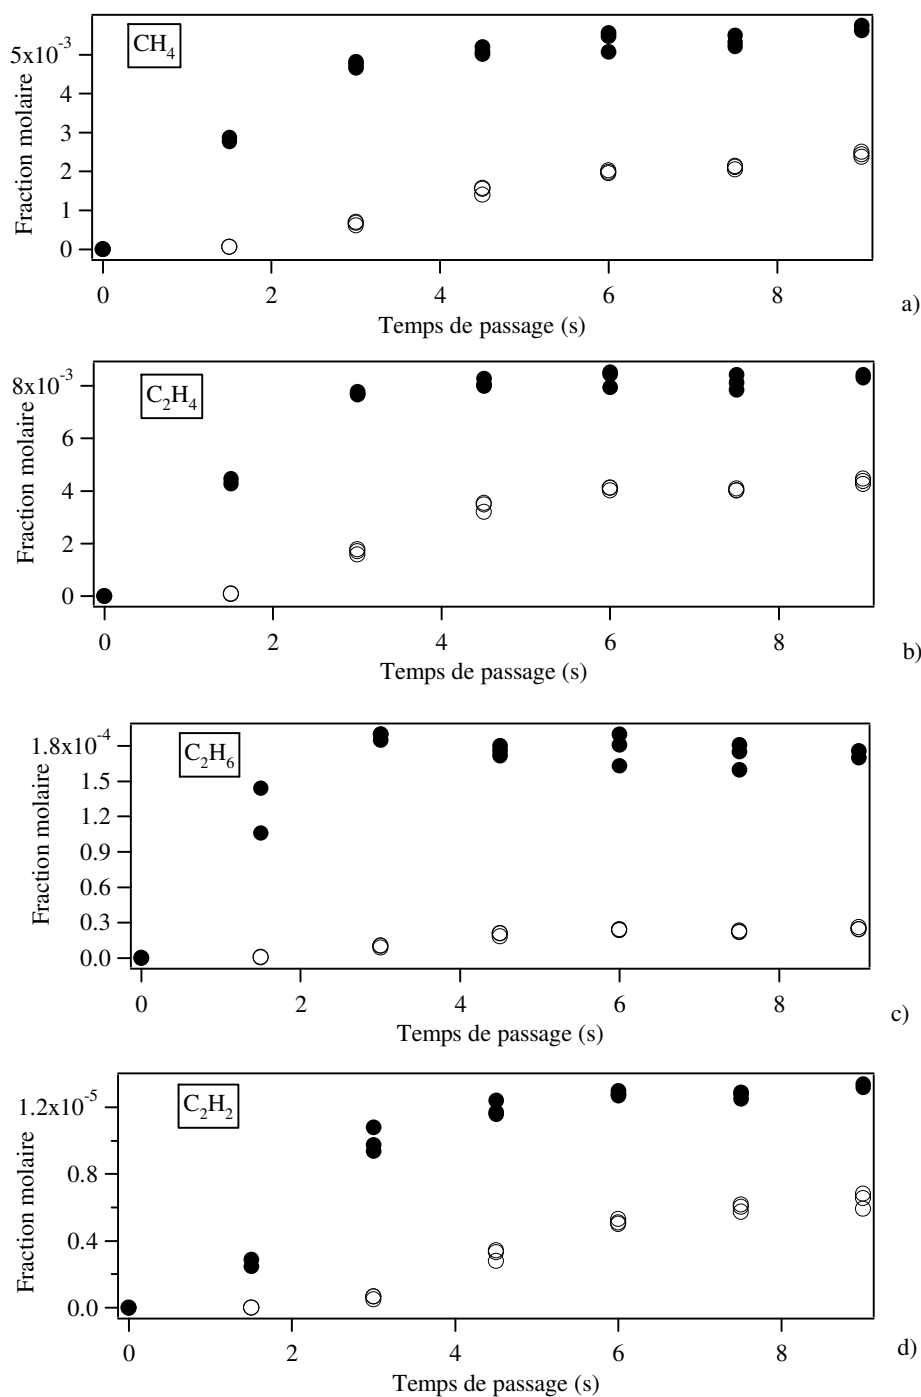 CH4
Fraction molaire
5x10-3
4
3
2
1
0
0 2 4 6 8
Temps de passage (s)
a)
C2H4
Fraction molaire
8x10-3
6
4
2
0
0 2 4 6 8
Temps de passage (s)
b)
C2H6
Fraction molaire
1.8x10-4
1.5
1.2
0.9
0.6
0.3
0.0
0 2 4 6 8
Temps de passage (s)
c)
C2H2
Fraction molaire
1.2x10-5
0.8
0.4
0.0
0 2 4 6 8
Temps de passage (s)
d)